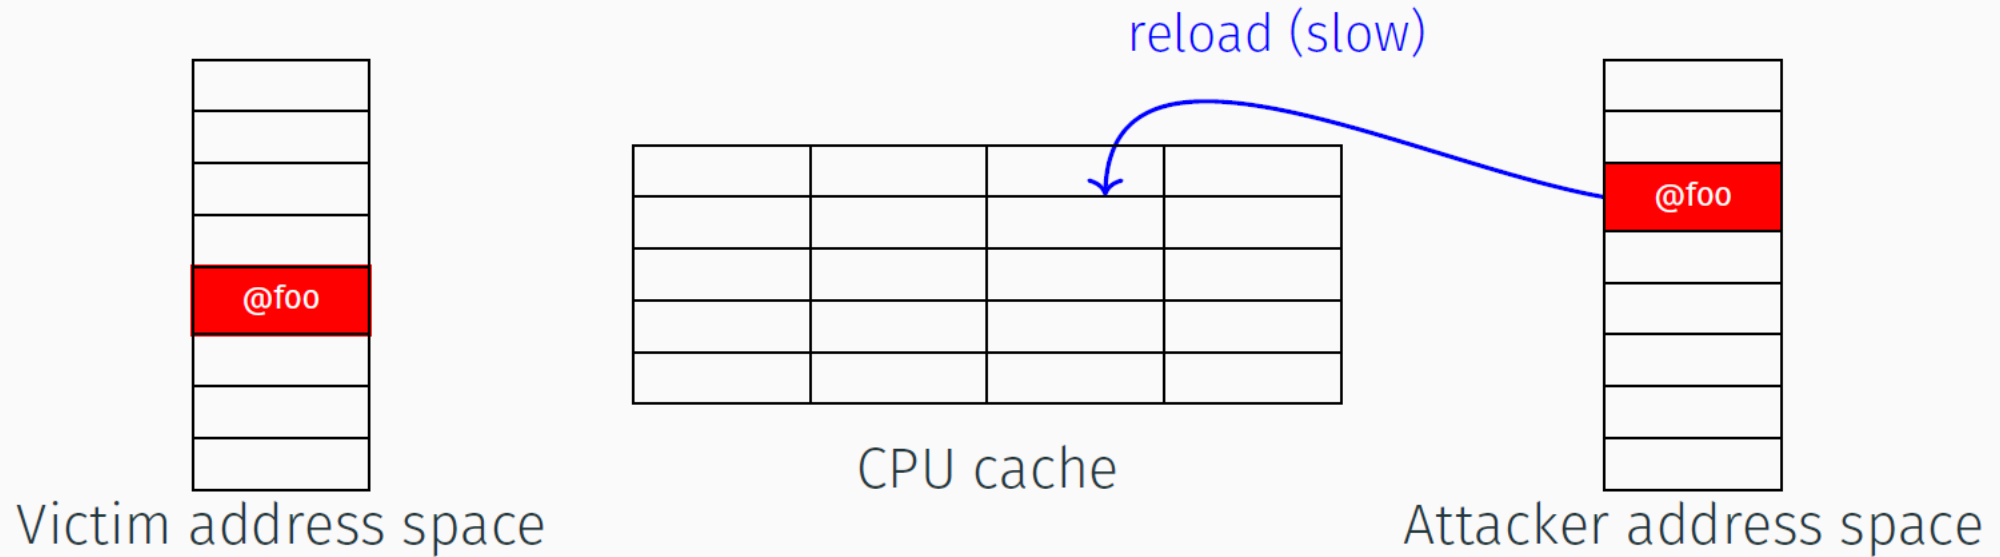 reload (slow)
@foo
@foo
CPU cache
Victim address space
Attacker address space